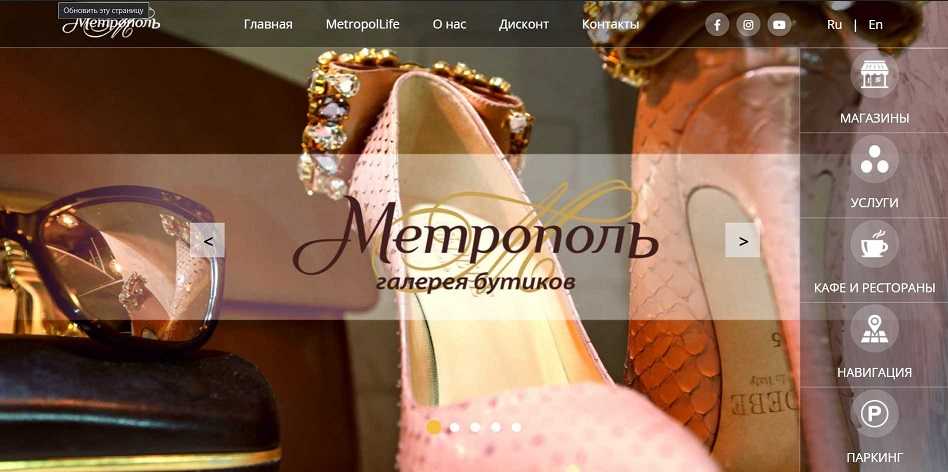 Обновить эту страницу
Метрополь
Главная
MetropolLife
О нас
Дисконт
Контакты
Ru | En
МАГАЗИНЫ
УСЛУГИ
КАФЕ И РЕСТОРАНЫ
НАВИГАЦИЯ
P
ПАРКИНГ
< >
Метрополь
галерея бутиков
5